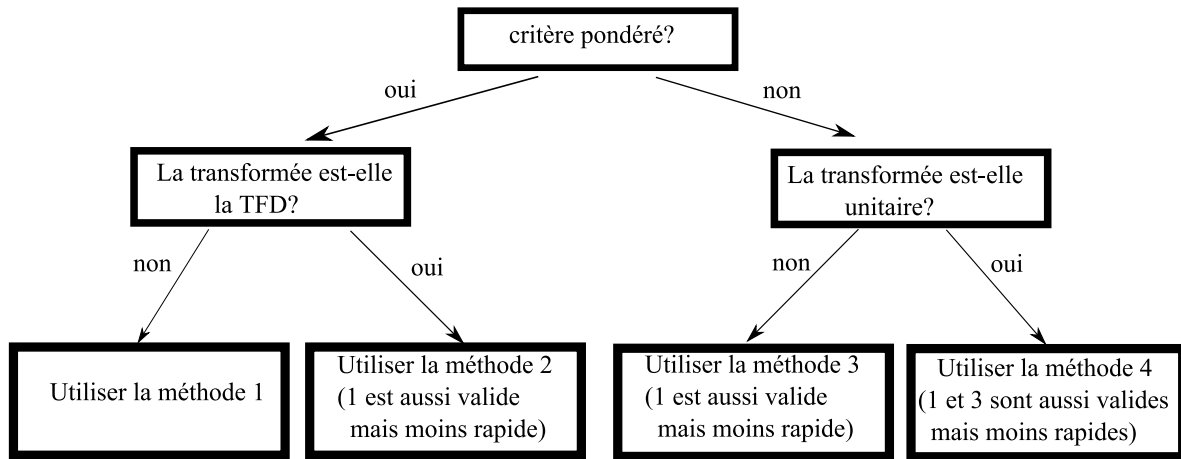 critère pondéré?
oui
non
La transformée est-elle
la TFD?
La transformée est-elle
unitaire?
non
oui
non
oui
Utiliser la méthode 1
Utiliser la méthode 2
(1 est aussi valide
mais moins rapide)
Utiliser la méthode 3
(1 est aussi valide
mais moins rapide)
Utiliser la méthode 4
(1 et 3 sont aussi valides
mais moins rapides)